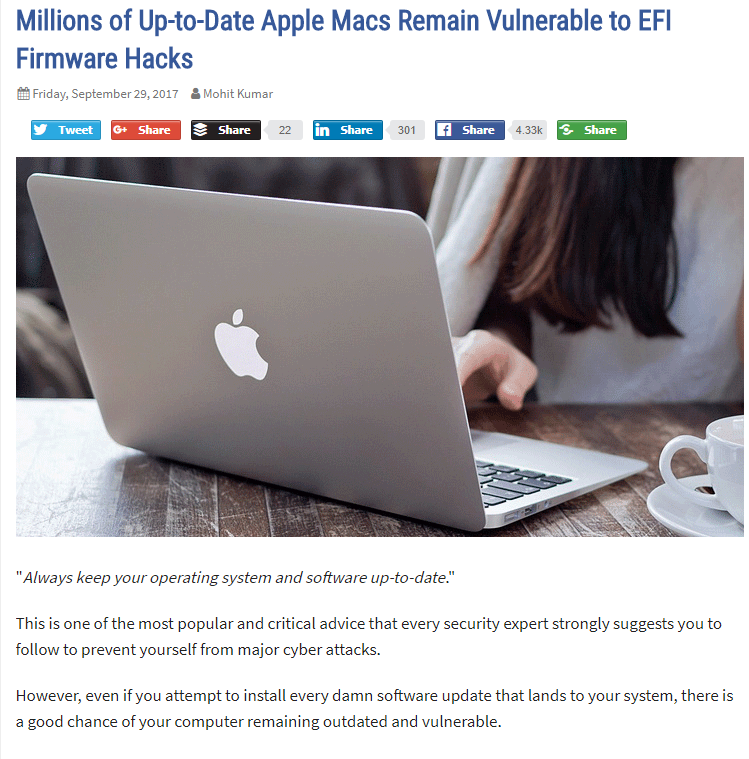 Millions of Up-to-Date Apple Macs Remain Vulnerable to EFI
Firmware Hacks
Friday, September 29, 2017 Mohit Kumar
Tweet G+ Share Share 22 in Share 301 f Share 4.33k Share
"Always keep your operating system and software up-to-date."
This is one of the most popular and critical advice that every security expert strongly suggests you to
follow to prevent yourself from major cyber attacks.
However, even if you attempt to install every damn software update that lands to your system, there is
a good chance of your computer remaining outdated and vulnerable.